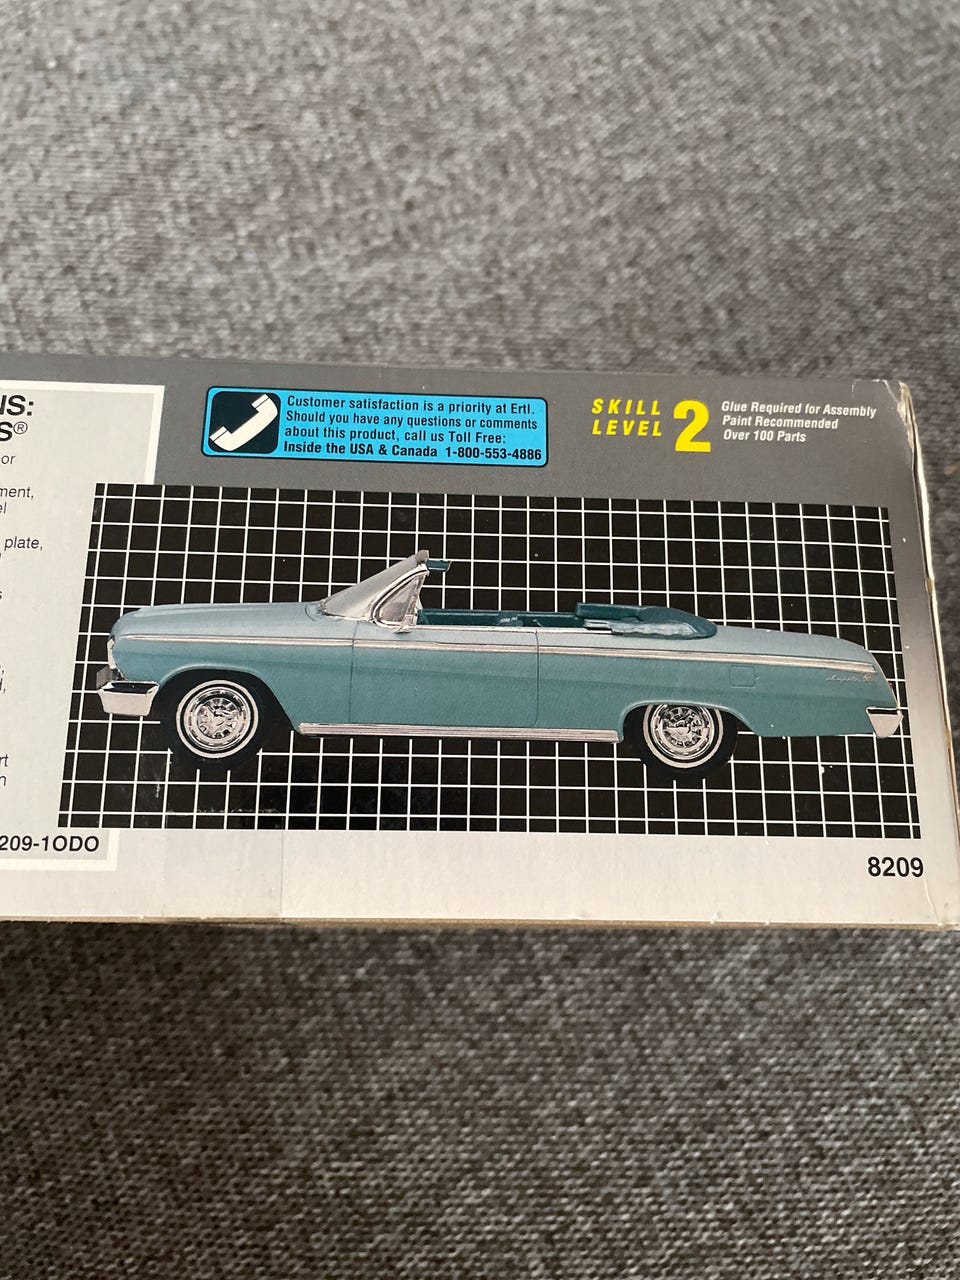 NS:
S®
or
ment,
el
plate,
s
d,
rt
n
209-1ODO
Customer satisfaction is a priority at Ertl.
Should you have any questions or comments
about this product, call us Toll Free:
Inside the USA & Canada 1-800-553-4886
SKILL
LEVEL
2
Glue Required for Assembly
Paint Recommended
Over 100 Parts
Impala
8209